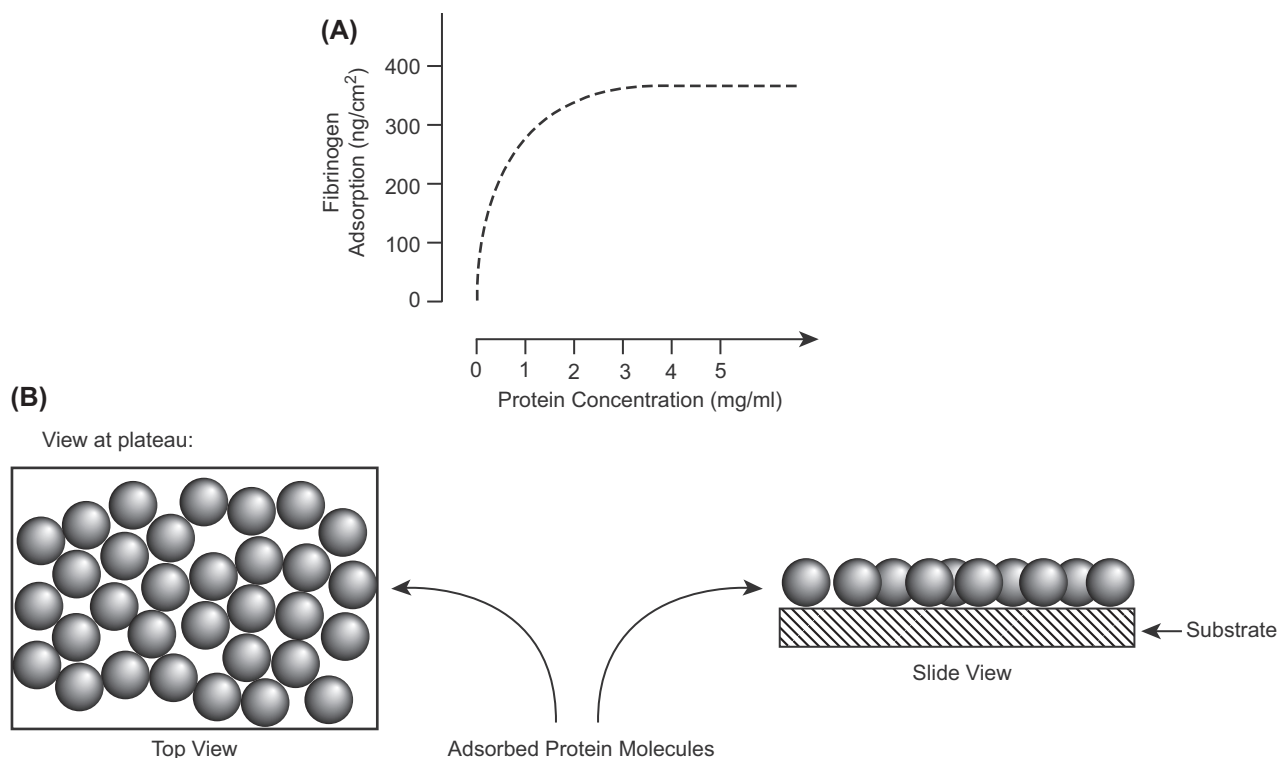 (A)
Fibrinogen
Adsorption (ng/cm²)
400
300
200
100
0
0 1 2 3 4 5
Protein Concentration (mg/ml)
(B)
View at plateau:
Substrate
Slide View
Top View
Adsorbed Protein Molecules